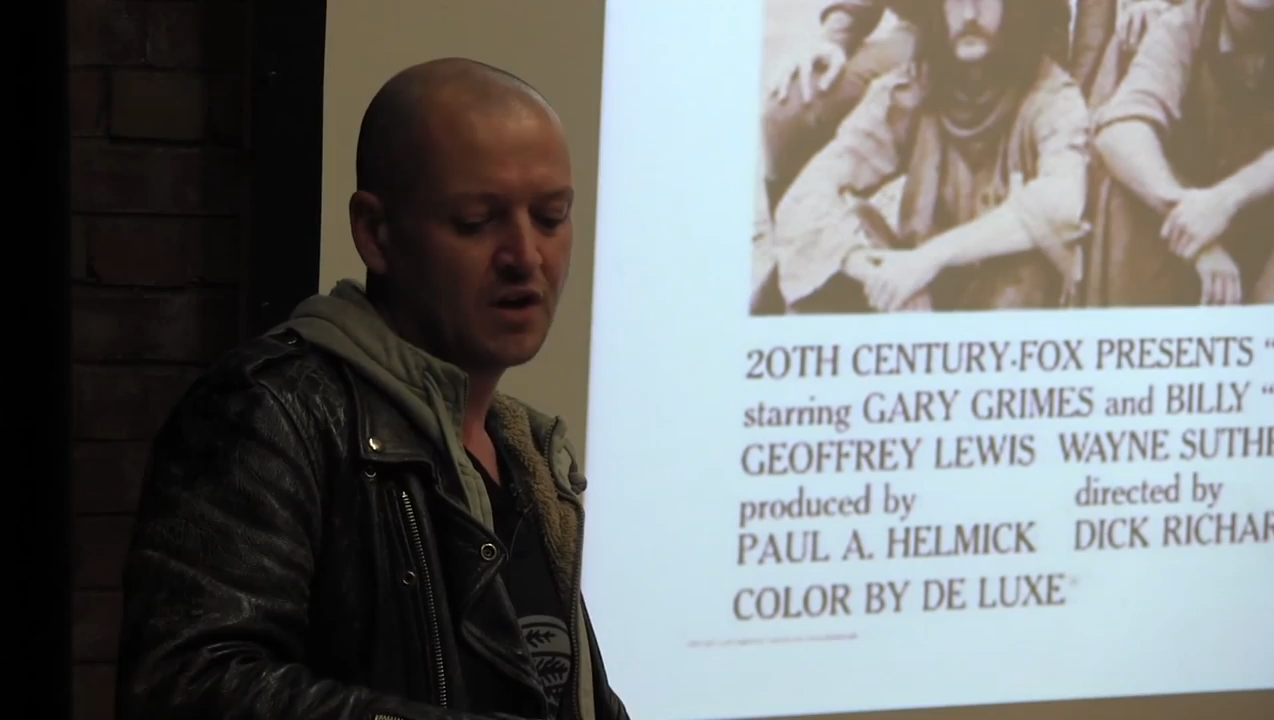 20TH CENTURY-FOX PRESENTS “
starring GARY GRIMES and BILLY “
GEOFFREY LEWIS WAYNE SUTHE
produced by directed by
PAUL A. HELMICK DICK RICHAR
COLOR BY DE LUXE®